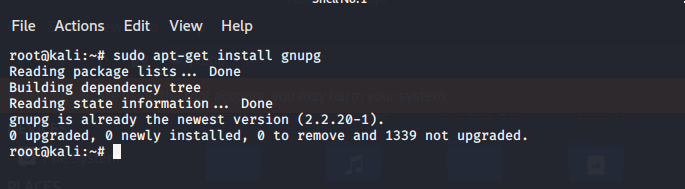 Shell No. 1
File Actions Edit View Help
root@kali:~# sudo apt-get install gnupg
Reading package lists... Done
Building dependency tree
Reading state information... Done
gnupg is already the newest version (2.2.20-1).
0 upgraded, 0 newly installed, 0 to remove and 1339 not upgraded.
root@kali:~#
PLACES